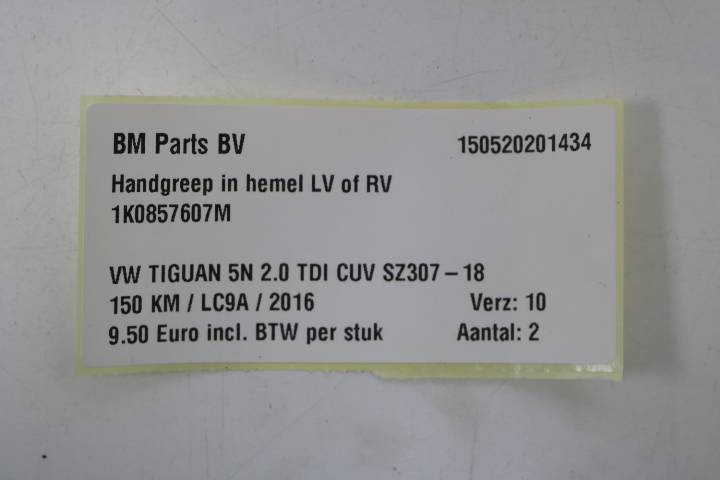 BM Parts BV 150520201434
Handgreep in hemel LV of RV
1K0857607M
VW TIGUAN 5N 2.0 TDI CUV SZ307 – 18
150 KM / LC9A / 2016 Verz: 10
9.50 Euro incl. BTW per stuk Aantal: 2